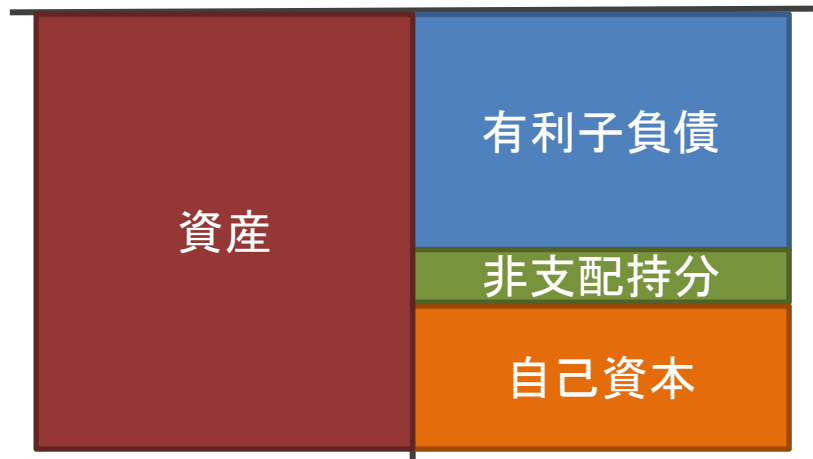 資産
有利子負債
非支配持分
自己資本